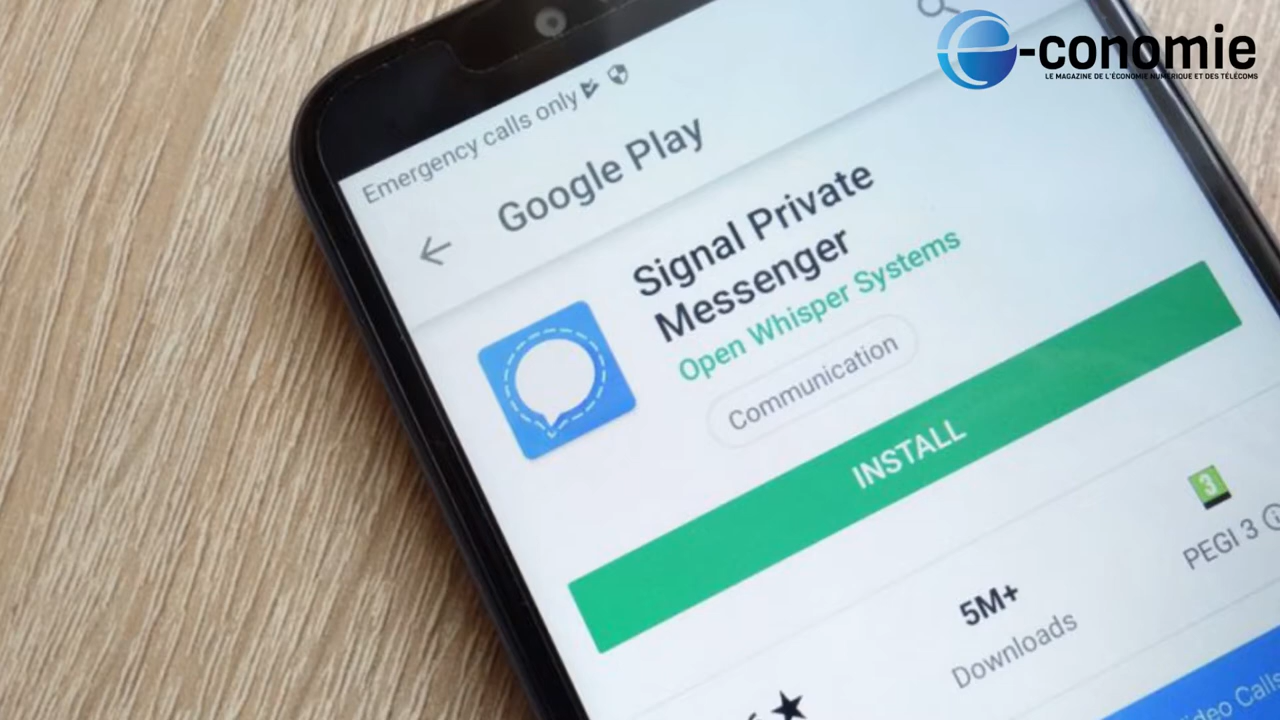 e-conomie
LE MAGAZINE DE L'ÉCONOMIE NUMÉRIQUE ET DES TÉLÉCOMS
Emergency calls only
Google Play
Signal Private
Messenger
Open Whisper Systems
Communication
INSTALL
3
5M+
PEGI 3
Downloads
Calls